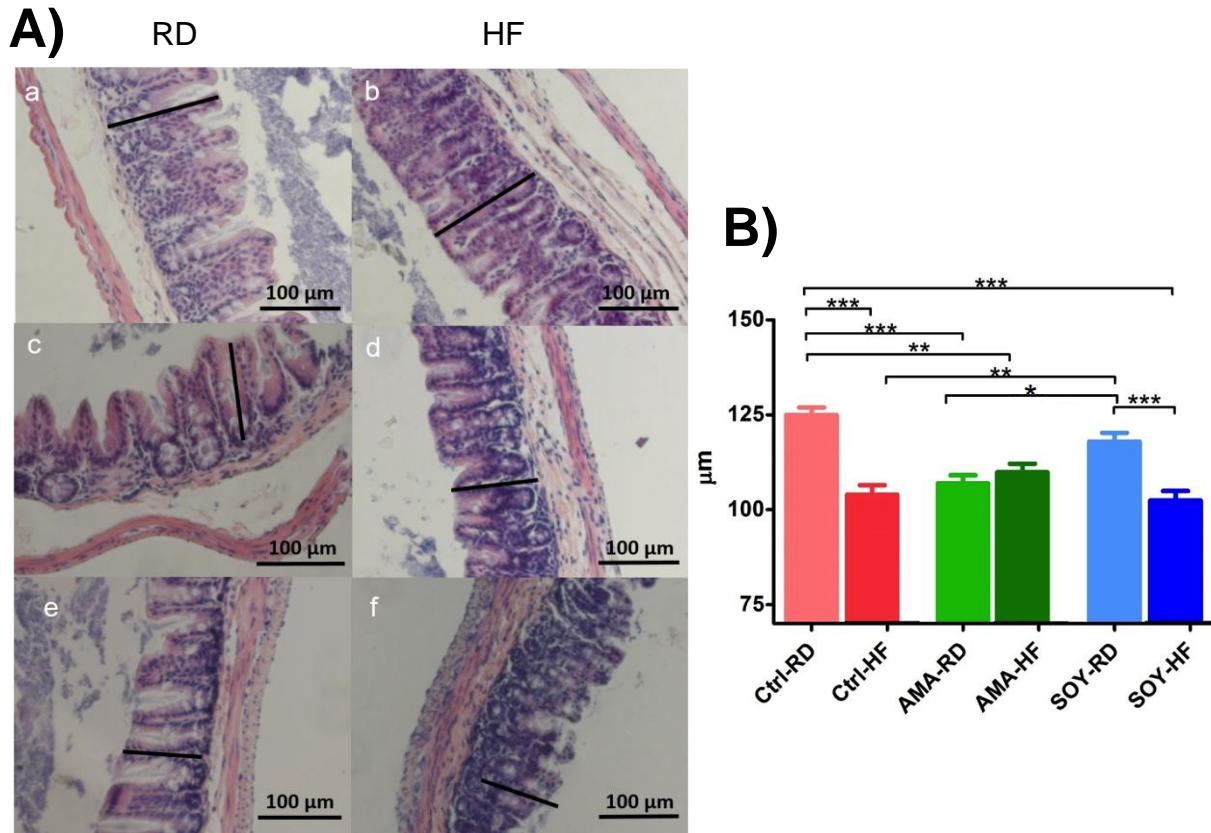 A)
RD HF
a
100 µm
b
100 µm
c
100 µm
d
100 µm
e
100 µm
f
100 µm
B)
***
***
***
**
**
*
***
150
125
100
75
µm
Ctrl-RD
Ctrl-HF
AMA-RD
AMA-HF
SOY-RD
SOY-HF